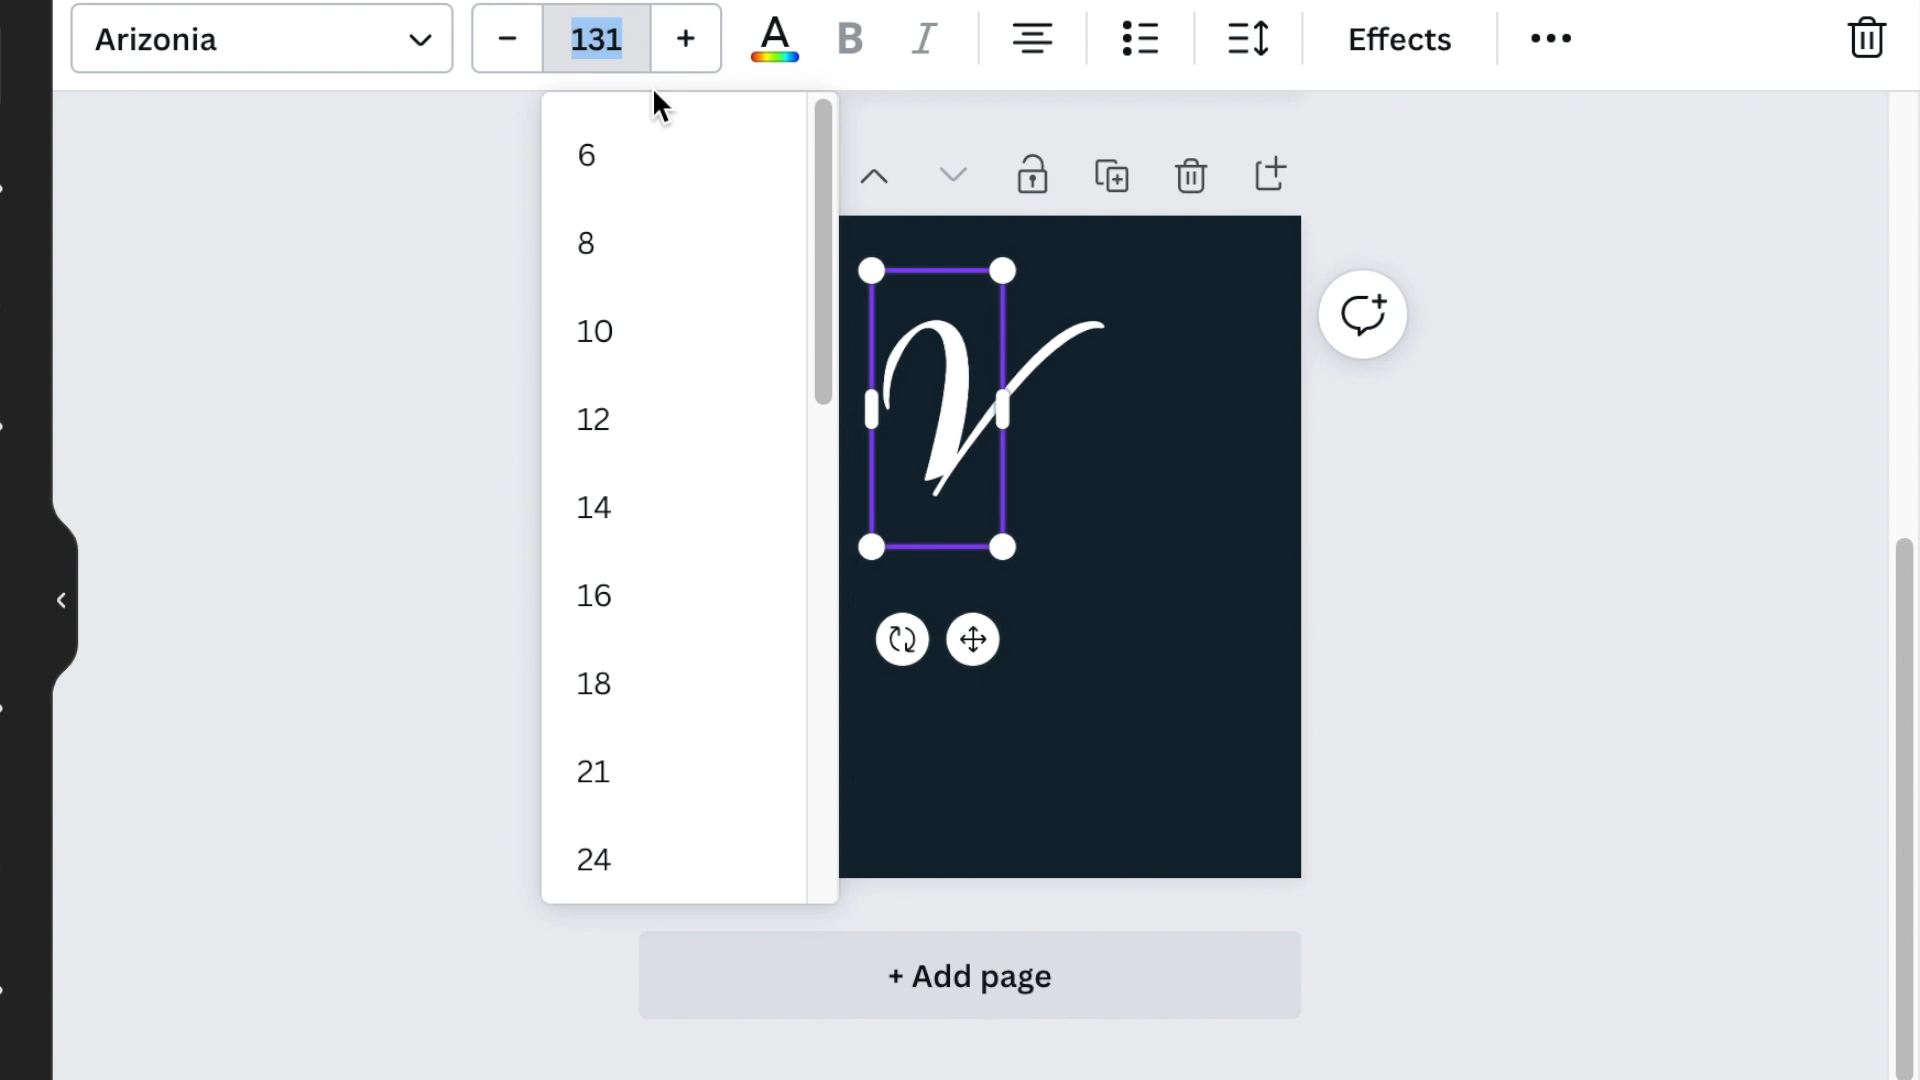 Arizonia
- 131 +
A B I
Effects
6
8
10
12
14
16
18
21
24
V
+ Add page